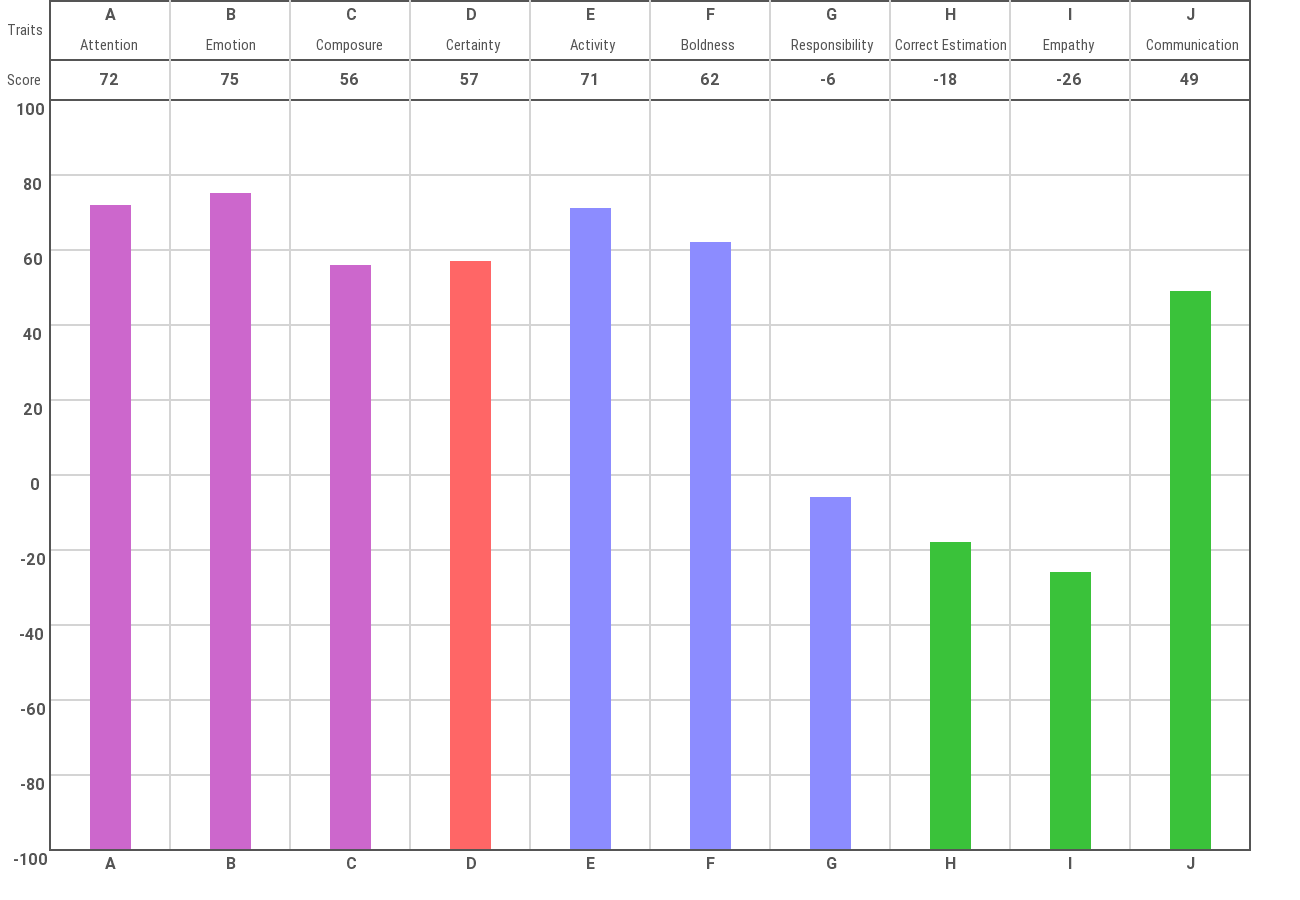 Traits A B C D E F G H I J
Attention Emotion Composure Certainty Activity Boldness Responsibility Correct Estimation Empathy Communication
Score 72 75 56 57 71 62 -6 -18 -26 49
100
80
60
40
20
0
-20
-40
-60
-80
-100
A B C D E F G H I J